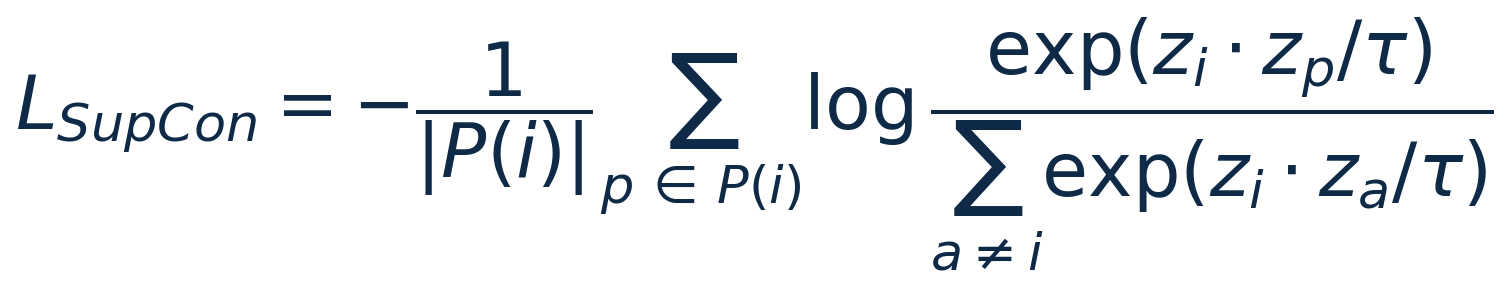 L_{SupCon} = -\frac{1}{|P(i)|} \sum_{p \in P(i)} \log \frac{\exp(z_i \cdot z_p / \tau)}{\sum_{a \neq i} \exp(z_i \cdot z_a / \tau)}